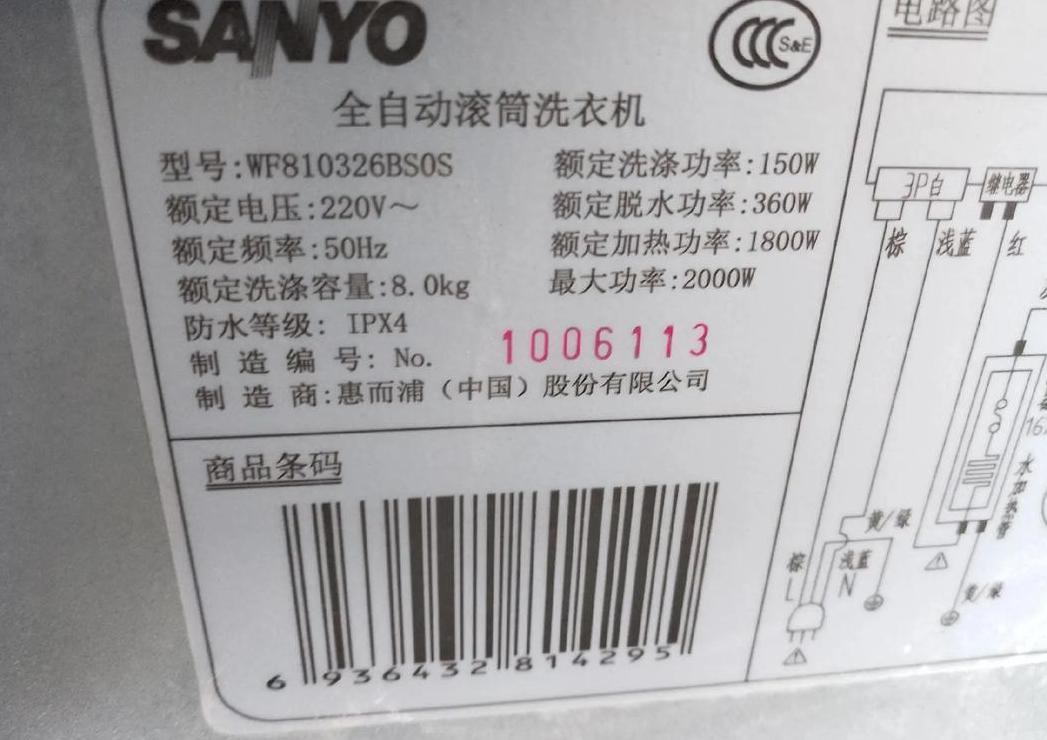 SANYO
S&E
全自动滚筒洗衣机
型号:WF810326BS0S
额定洗涤功率:150W
额定电压:220V～
额定脱水功率:360W
额定频率:50Hz
额定加热功率:1800W
额定洗涤容量:8.0kg
最大功率:2000W
防水等级: IPX4
制 造 编 号: No. 1006113
制 造 商:惠而浦（中国）股份有限公司
商品条码
6 936432 814295
电路图
3P白
继电器
棕
浅蓝
红
水加热管
黄/绿
棕
L
浅蓝
N
黄/绿